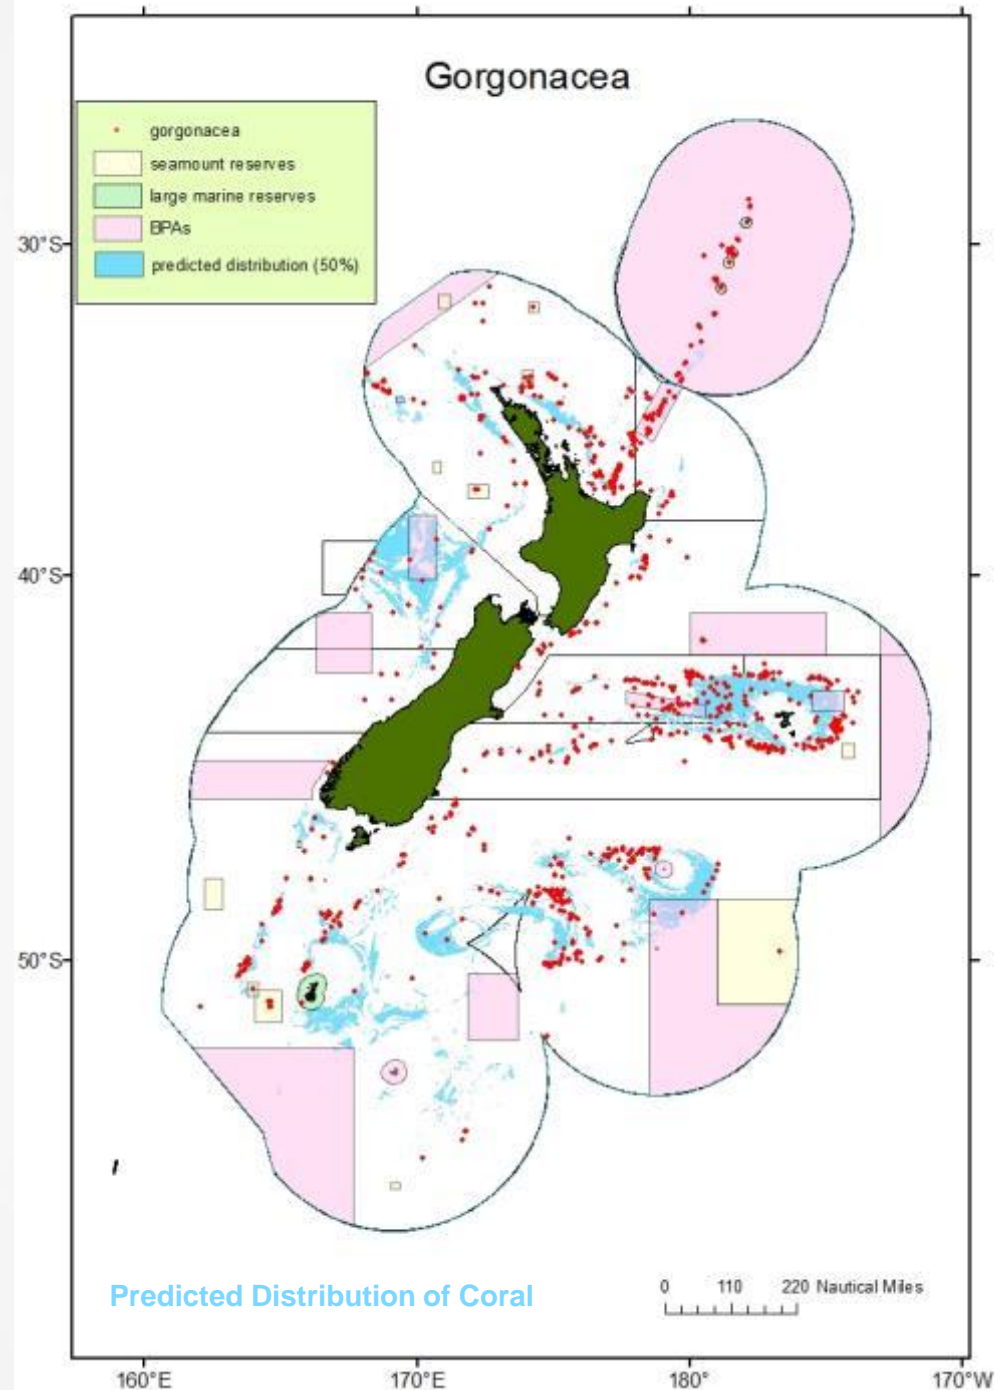 Gorgonacea
gorgonacea
seamount reserves
large marine reserves
BPAs
predicted distribution (50%)
30°S
40°S
50°S
Predicted Distribution of Coral
0 110 220 Nautical Miles
160°E 170°E 180° 170°W